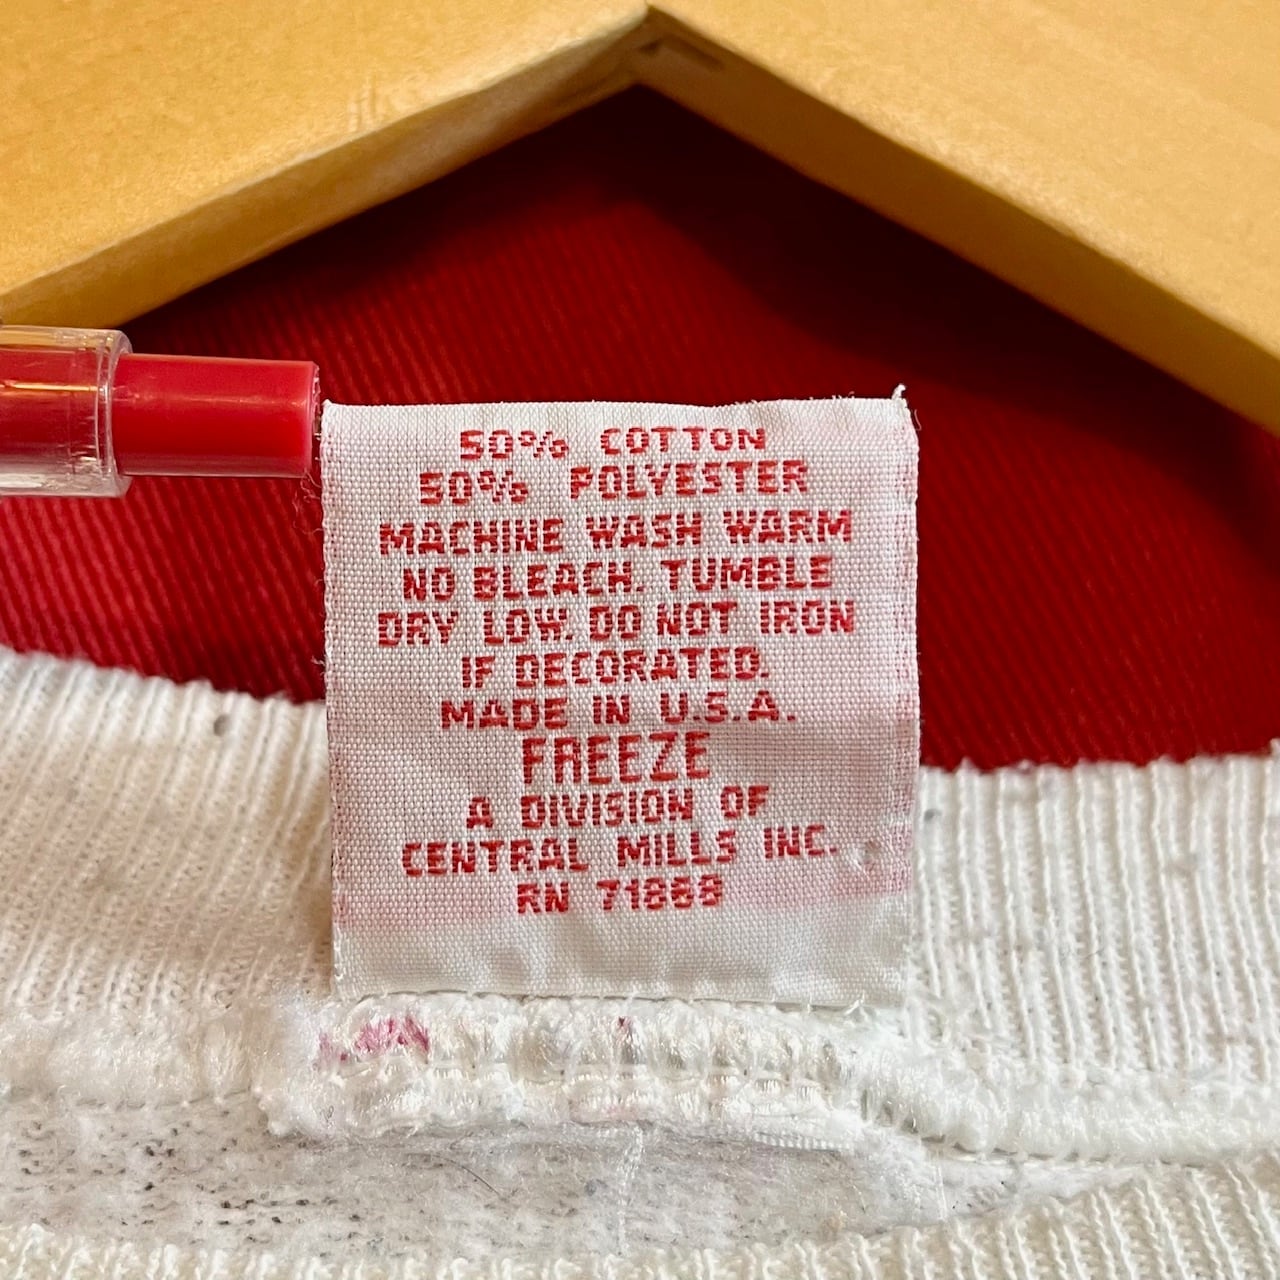 50% COTTON
50% POLYESTER
MACHINE WASH WARM
NO BLEACH. TUMBLE
DRY LOW. DO NOT IRON
IF DECORATED.
MADE IN U.S.A.
FREEZE
A DIVISION OF
CENTRAL MILLS INC.
RN 71868